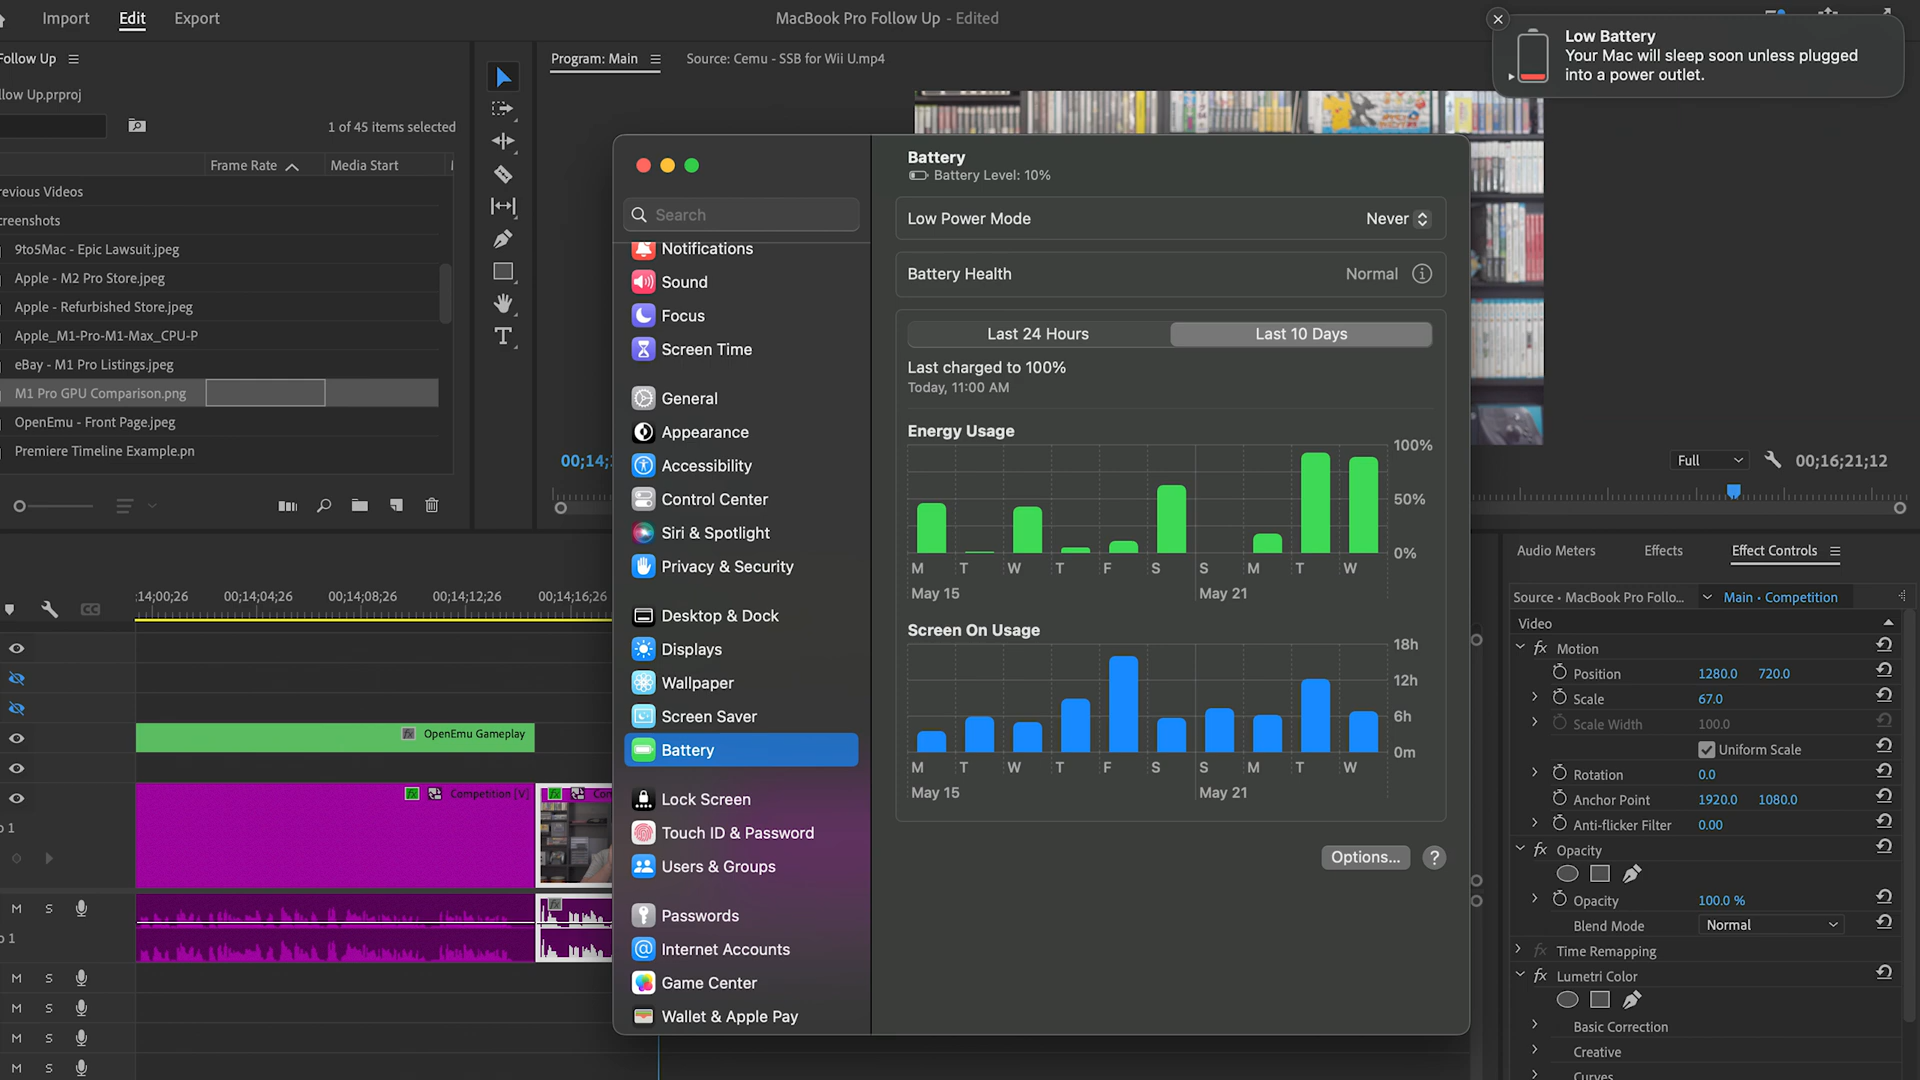 Import
Edit
Export
MacBook Pro Follow Up - Edited
Low Battery
Your Mac will sleep soon unless plugged
into a power outlet.
ollow Up
Program: Main
Source: Cemu - SSB for Wii U.mp4
llow Up.prproj
1 of 45 items selected
Frame Rate
Media Start
revious Videos
creenshots
9to5Mac - Epic Lawsuit.jpeg
Apple - M2 Pro Store.jpeg
Apple - Refurbished Store.jpeg
Apple_M1-Pro-M1-Max_CPU-P
eBay - M1 Pro Listings.jpeg
M1 Pro GPU Comparison.png
OpenEmu - Front Page.jpeg
Premiere Timeline Example.pn
Search
Notifications
Sound
Focus
Screen Time
General
Appearance
Accessibility
Control Center
Siri & Spotlight
Privacy & Security
Desktop & Dock
Displays
Wallpaper
Screen Saver
Battery
Lock Screen
Touch ID & Password
Users & Groups
Passwords
Internet Accounts
Game Center
Wallet & Apple Pay
Battery
Battery Level: 10%
Low Power Mode
Never
Battery Health
Normal
Last 24 Hours
Last 10 Days
Last charged to 100%
Today, 11:00 AM
Energy Usage
100%
50%
0%
M T W T F S S M T W
May 15
May 21
Screen On Usage
18h
12h
6h
0m
M T W T F S S M T W
May 15
May 21
Options...
?
00;14;
Full
00;16;21;12
:14;00;26
00;14;04;26
00;14;08;26
00;14;12;26
00;14;16;26
CC
fx
OpenEmu Gameplay
fx
Competition [V]
fx
Con
o 1
M S
fx
o 1
M S
M S
M S
M S
Audio Meters
Effects
Effect Controls
Source • MacBook Pro Follo...
Main • Competition
Video
fx Motion
Position
1280.0
720.0
Scale
67.0
Scale Width
100.0
Uniform Scale
Rotation
0.0
Anchor Point
1920.0
1080.0
Anti-flicker Filter
0.00
fx Opacity
Opacity
100.0 %
Blend Mode
Normal
fx Time Remapping
fx Lumetri Color
Basic Correction
Creative
Curves